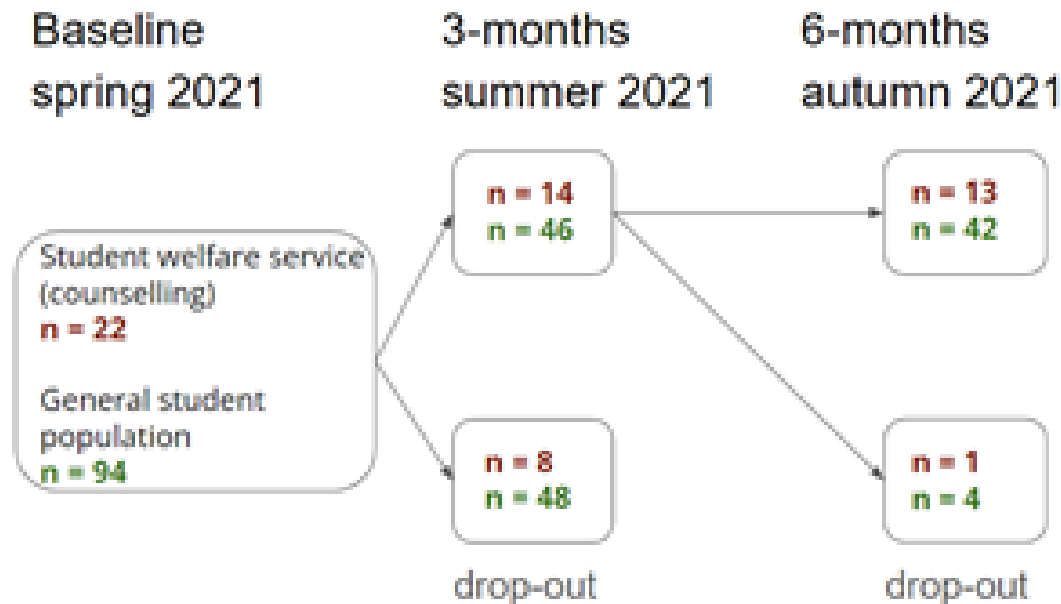 Baseline
spring 2021
3-months
summer 2021
6-months
autumn 2021
Student welfare service
(counselling)
n = 22
General student
population
n = 94
n = 14
n = 46
n = 8
n = 48
drop-out
n = 13
n = 42
n = 1
n = 4
drop-out